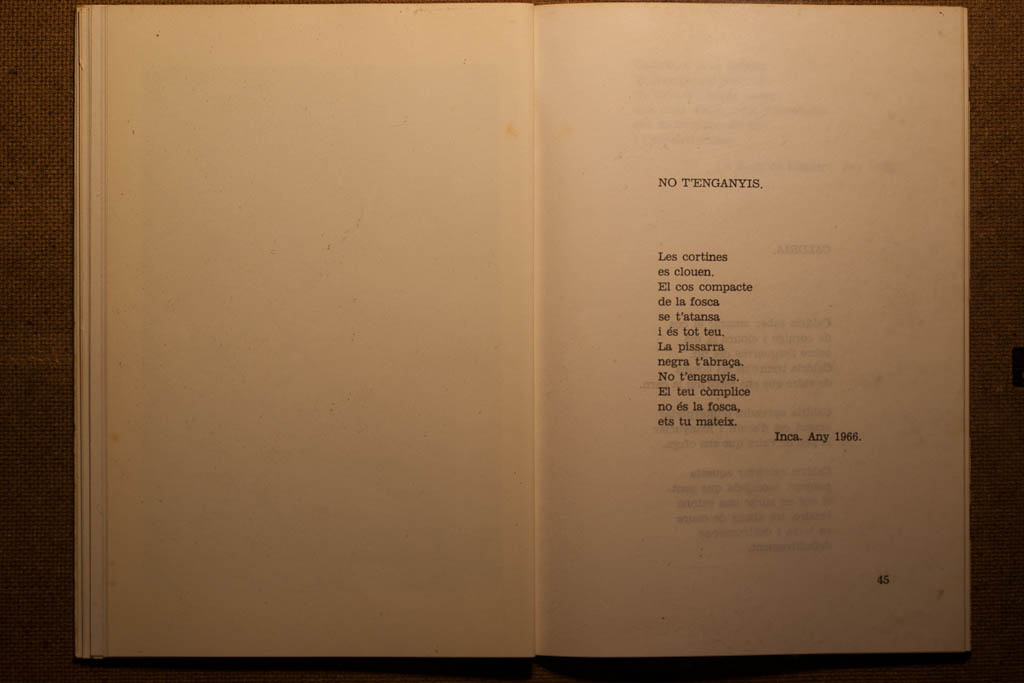 NO T'ENGANYIS.
Les cortines
es clouen.
El cos compacte
de la fosca
se t'atansa
i és tot teu.
La pissarra
negra t'abraça.
No t'enganyis.
El teu còmplice
no és la fosca,
ets tu mateix.
Inca. Any 1966.
45